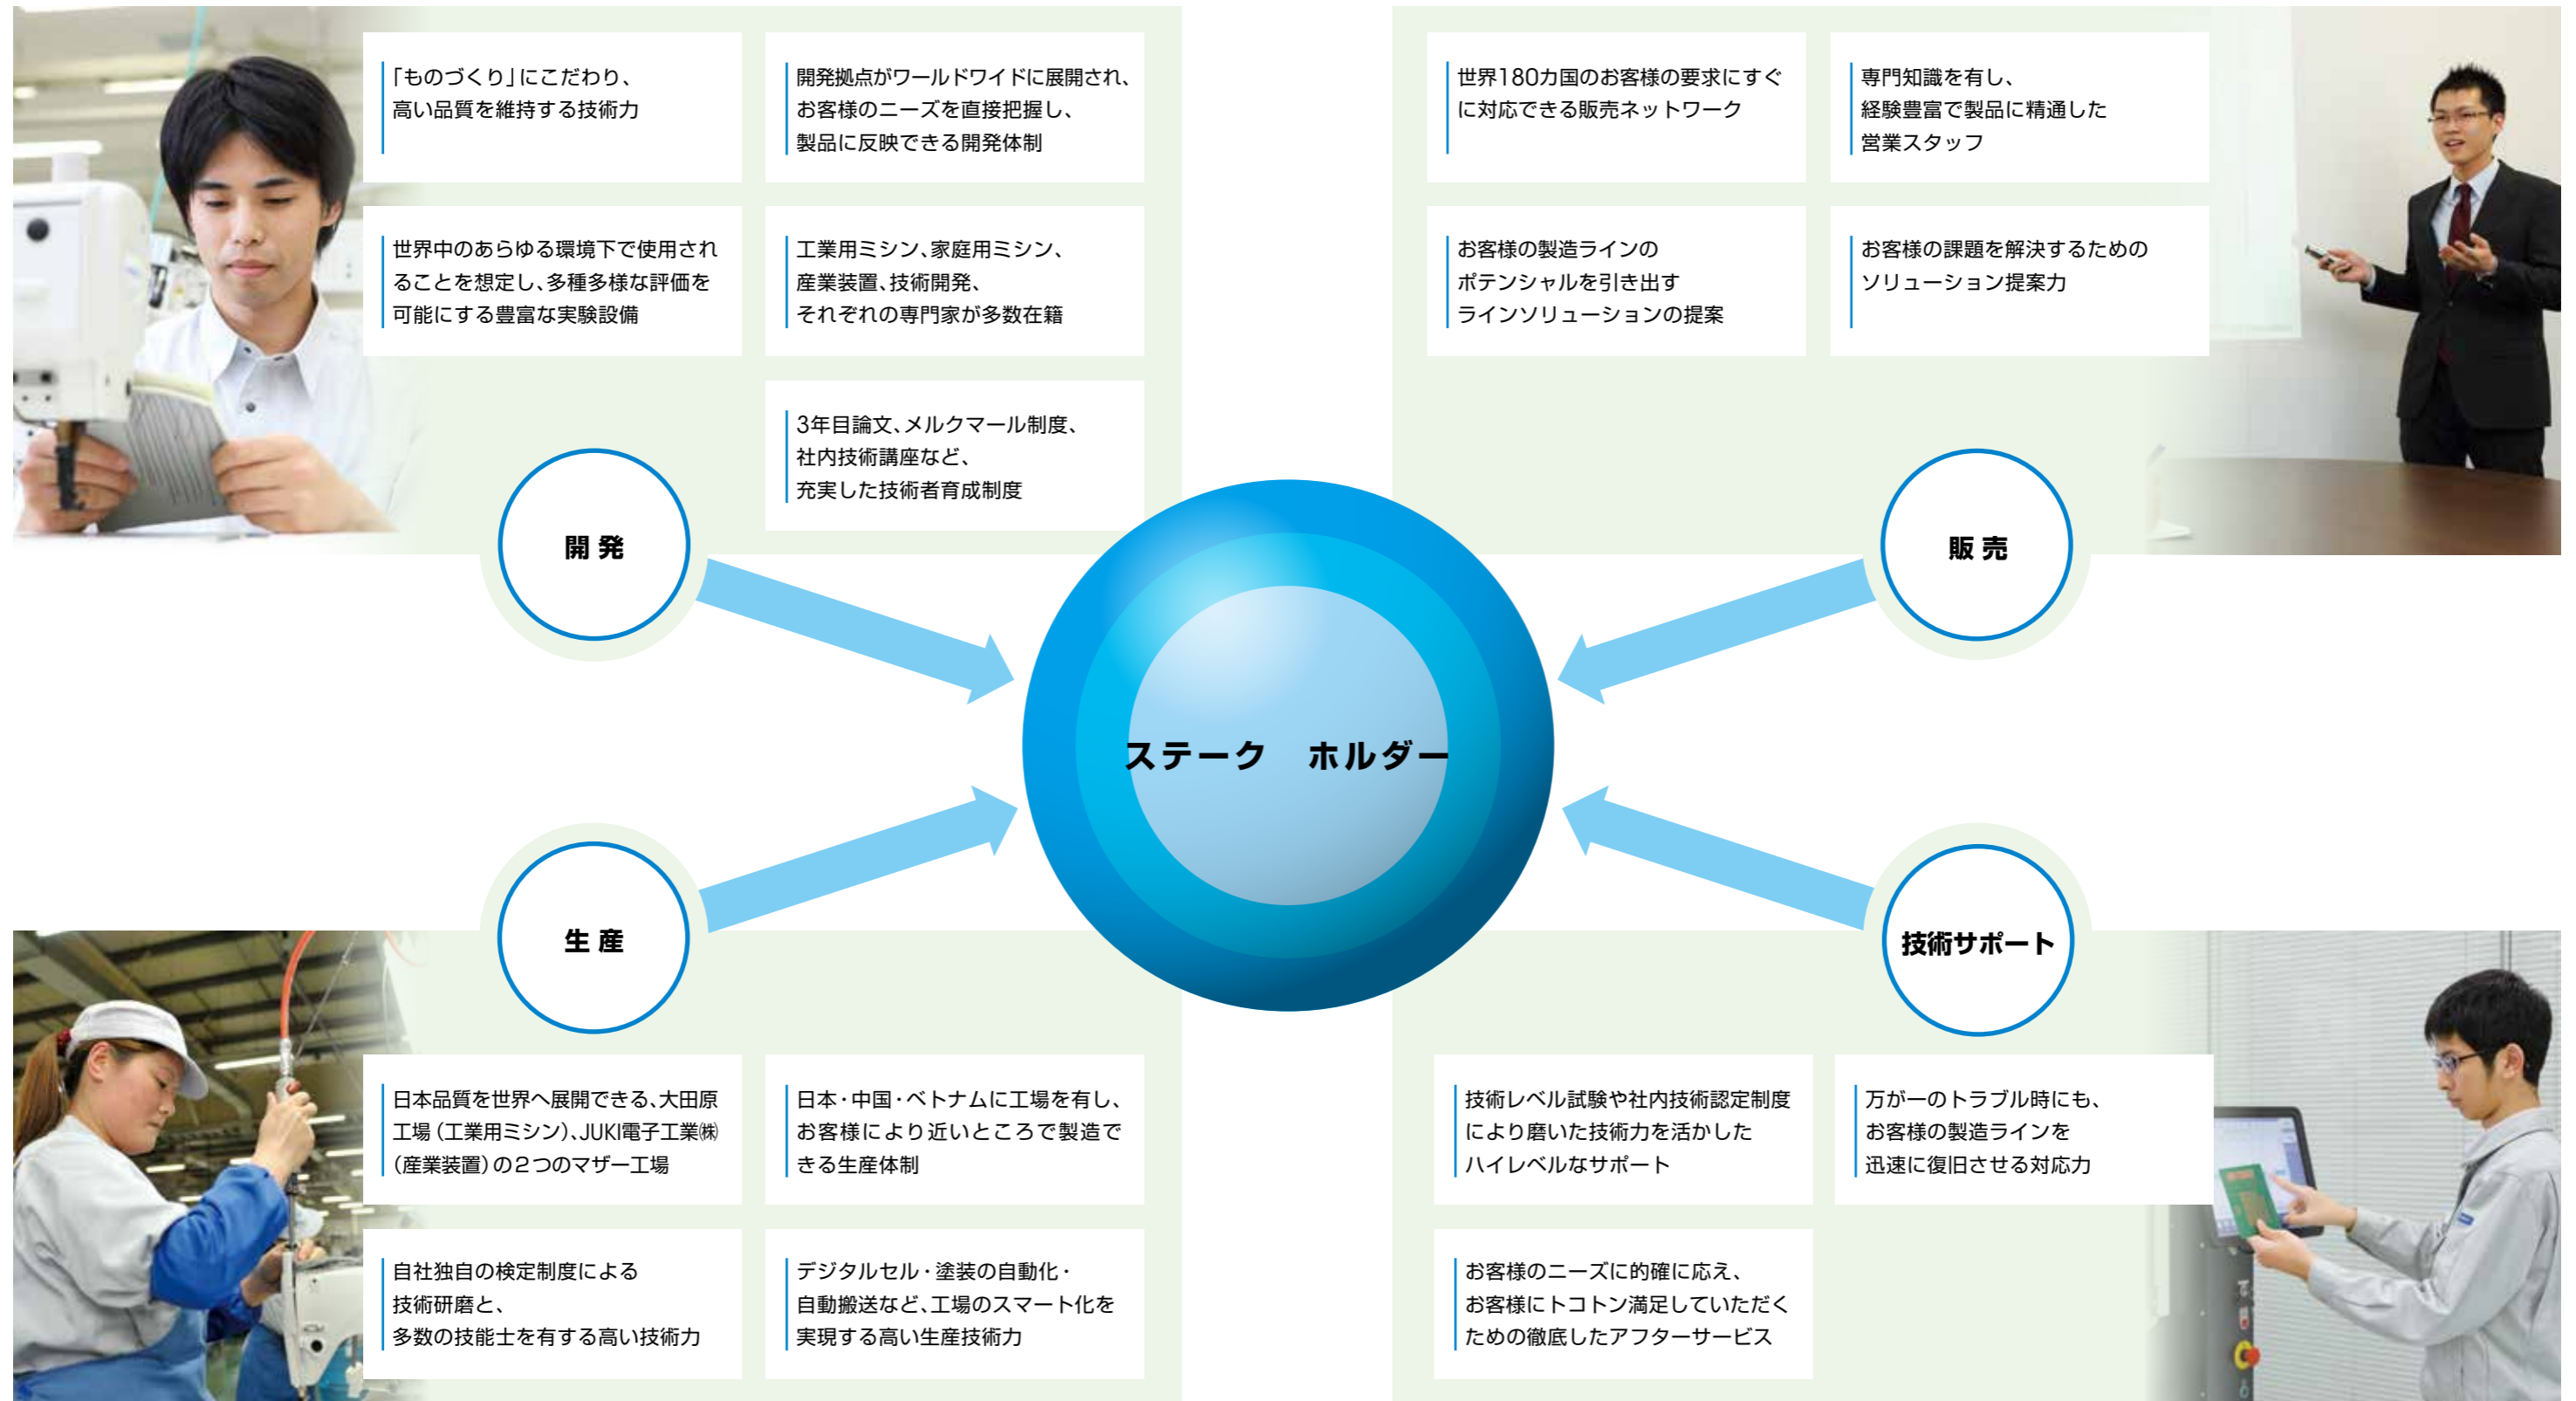 「ものづくり」にこだわり、
高い品質を維持する技術力
開発拠点がワールドワイドに展開され、
お客様のニーズを直接把握し、
製品に反映できる開発体制
世界中のあらゆる環境下で使用され
ることを想定し、多種多様な評価を
可能にする豊富な実験設備
工業用ミシン、家庭用ミシン、
産業装置、技術開発、
それぞれの専門家が多数在籍
3年目論文、メルクマール制度、
社内技術講座など、
充実した技術者育成制度
開発
世界180カ国のお客様の要求にすぐ
に対応できる販売ネットワーク
専門知識を有し、
経験豊富で製品に精通した
営業スタッフ
お客様の製造ラインの
ポテンシャルを引き出す
ラインソリューションの提案
お客様の課題を解決するための
ソリューション提案力
販売
ステーク　ホルダー
生産
日本品質を世界へ展開できる、大田原
工場（工業用ミシン）、JUKI電子工業㈱
（産業装置）の２つのマザー工場
日本・中国・ベトナムに工場を有し、
お客様により近いところで製造で
きる生産体制
自社独自の検定制度による
技術研磨と、
多数の技能士を有する高い技術力
デジタルセル・塗装の自動化・
自動搬送など、工場のスマート化を
実現する高い生産技術力
技術サポート
技術レベル試験や社内技術認定制度
により磨いた技術力を活かした
ハイレベルなサポート
万が一のトラブル時にも、
お客様の製造ラインを
迅速に復旧させる対応力
お客様のニーズに的確に応え、
お客様にトコトン満足していただく
ための徹底したアフターサービス